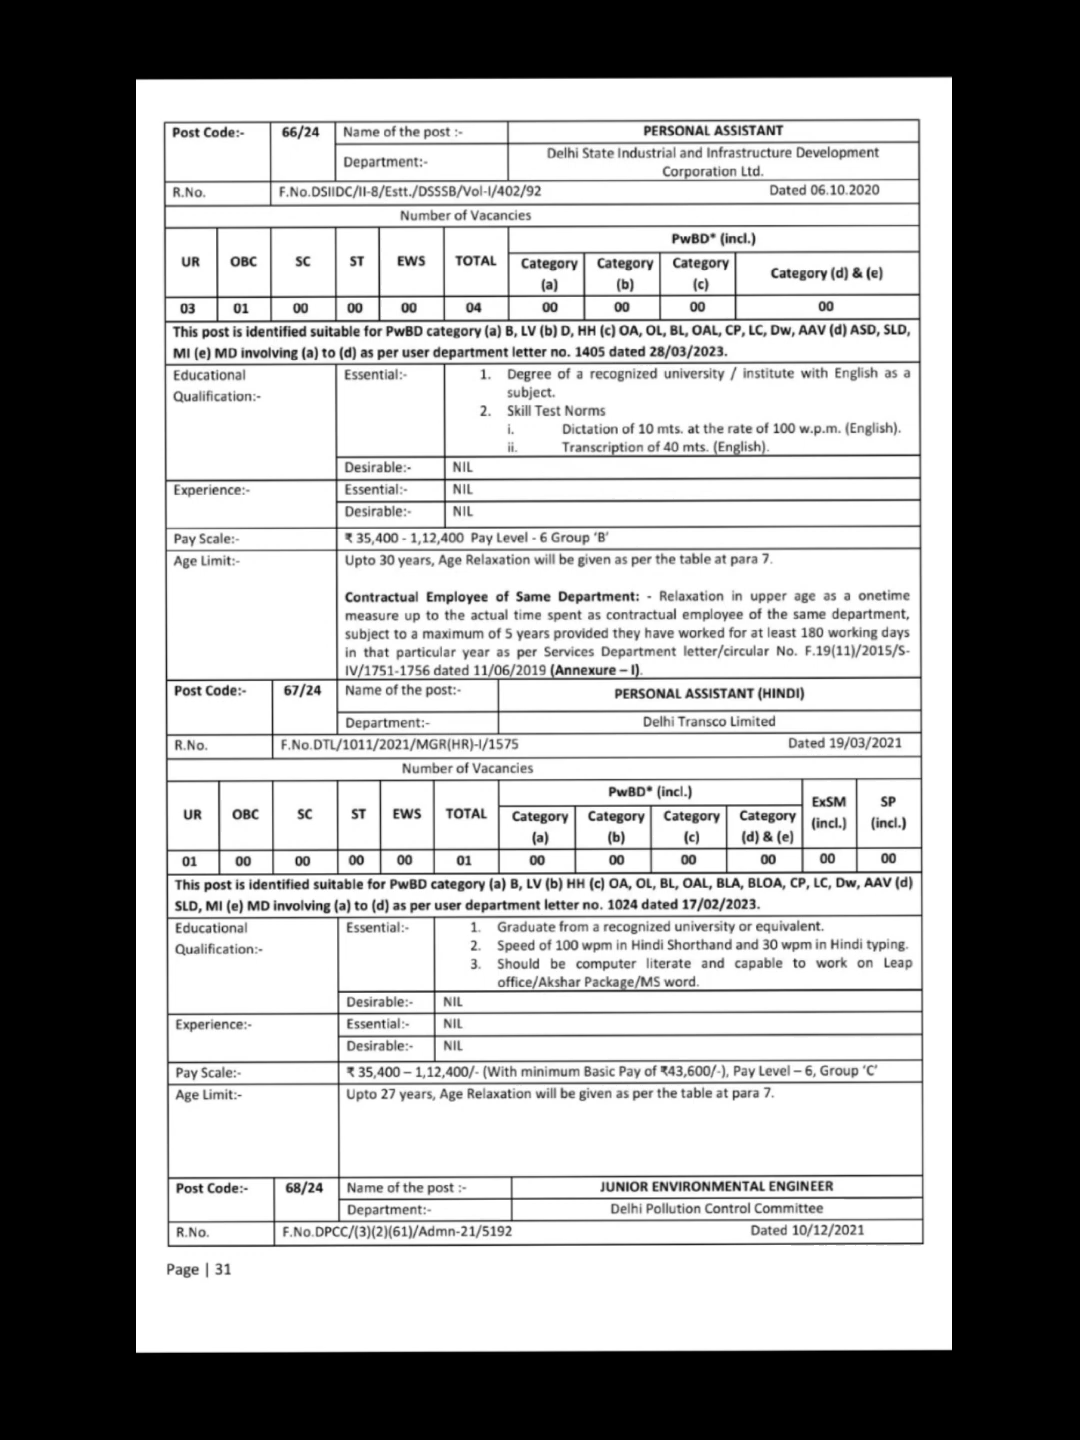 Post Code:- 66/24 Name of the post :- PERSONAL ASSISTANT
Department:- Delhi State Industrial and Infrastructure Development
Corporation Ltd.
R.No. F.No.DSIIDC/II-8/Estt./DSSSB/Vol-I/402/92 Dated 06.10.2020
Number of Vacancies
UR OBC SC ST EWS TOTAL PwBD* (incl.)
Category (a) Category (b) Category (c) Category (d) & (e)
03 01 00 00 00 04 00 00 00 00
This post is identified suitable for PwBD category (a) B, LV (b) D, HH (c) OA, OL, BL, OAL, CP, LC, Dw, AAV (d) ASD, SLD,
MI (e) MD involving (a) to (d) as per user department letter no. 1405 dated 28/03/2023.
Educational Qualification:- Essential:- 1. Degree of a recognized university / institute with English as a
subject.
2. Skill Test Norms
i. Dictation of 10 mts. at the rate of 100 w.p.m. (English).
ii. Transcription of 40 mts. (English).
Desirable:- NIL
Experience:- Essential:- NIL
Desirable:- NIL
Pay Scale:- ₹ 35,400 - 1,12,400 Pay Level - 6 Group 'B'
Age Limit:- Upto 30 years, Age Relaxation will be given as per the table at para 7.
Contractual Employee of Same Department: - Relaxation in upper age as a onetime
measure up to the actual time spent as contractual employee of the same department,
subject to a maximum of 5 years provided they have worked for at least 180 working days
in that particular year as per Services Department letter/circular No. F.19(11)/2015/S-
IV/1751-1756 dated 11/06/2019 (Annexure – I).
Post Code:- 67/24 Name of the post:- PERSONAL ASSISTANT (HINDI)
Department:- Delhi Transco Limited
R.No. F.No.DTL/1011/2021/MGR(HR)-I/1575 Dated 19/03/2021
Number of Vacancies
UR OBC SC ST EWS TOTAL PwBD* (incl.) ExSM (incl.) SP (incl.)
Category (a) Category (b) Category (c) Category (d) & (e)
01 00 00 00 00 01 00 00 00 00 00 00
This post is identified suitable for PwBD category (a) B, LV (b) HH (c) OA, OL, BL, OAL, BLA, BLOA, CP, LC, Dw, AAV (d)
SLD, MI (e) MD involving (a) to (d) as per user department letter no. 1024 dated 17/02/2023.
Educational Qualification:- Essential:- 1. Graduate from a recognized university or equivalent.
2. Speed of 100 wpm in Hindi Shorthand and 30 wpm in Hindi typing.
3. Should be computer literate and capable to work on Leap
office/Akshar Package/MS word.
Desirable:- NIL
Experience:- Essential:- NIL
Desirable:- NIL
Pay Scale:- ₹ 35,400 – 1,12,400/- (With minimum Basic Pay of ₹43,600/-), Pay Level – 6, Group 'C'
Age Limit:- Upto 27 years, Age Relaxation will be given as per the table at para 7.
Post Code:- 68/24 Name of the post :- JUNIOR ENVIRONMENTAL ENGINEER
Department:- Delhi Pollution Control Committee
R.No. F.No.DPCC/(3)(2)(61)/Admn-21/5192 Dated 10/12/2021
Page | 31